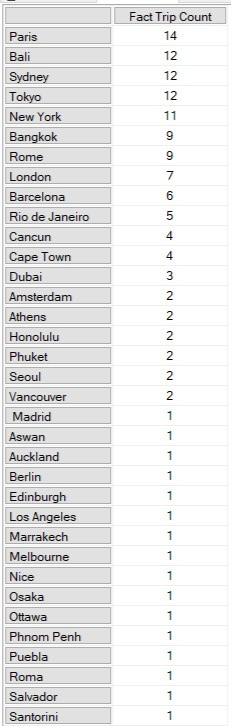 Fact Trip Count
Paris 14
Bali 12
Sydney 12
Tokyo 12
New York 11
Bangkok 9
Rome 9
London 7
Barcelona 6
Rio de Janeiro 5
Cancun 4
Cape Town 4
Dubai 3
Amsterdam 2
Athens 2
Honolulu 2
Phuket 2
Seoul 2
Vancouver 2
Madrid 1
Aswan 1
Auckland 1
Berlin 1
Edinburgh 1
Los Angeles 1
Marrakech 1
Melbourne 1
Nice 1
Osaka 1
Ottawa 1
Phnom Penh 1
Puebla 1
Roma 1
Salvador 1
Santorini 1